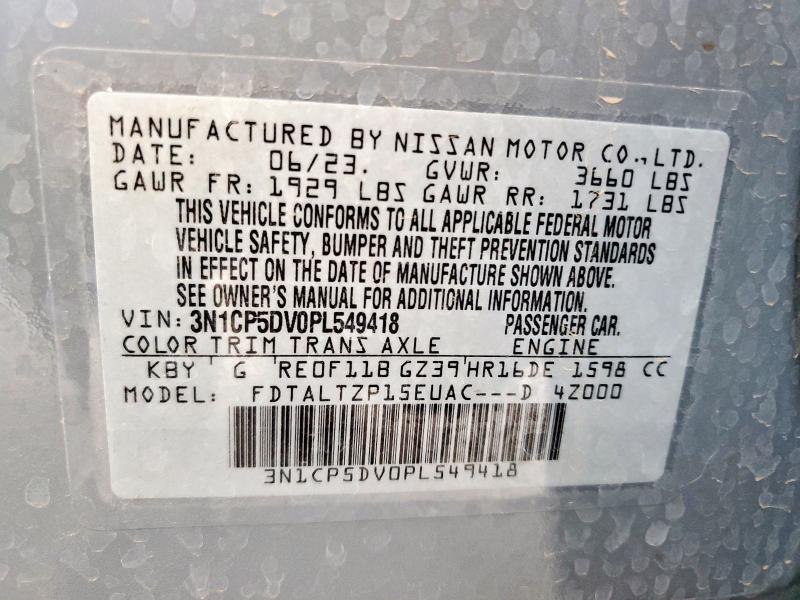 MANUFACTURED BY NISSAN MOTOR CO., LTD.
DATE: 06/23. GVWR: 3660 LBS
GAWR FR: 1929 LBS GAWR RR: 1731 LBS
THIS VEHICLE CONFORMS TO ALL APPLICABLE FEDERAL MOTOR
VEHICLE SAFETY, BUMPER AND THEFT PREVENTION STANDARDS
IN EFFECT ON THE DATE OF MANUFACTURE SHOWN ABOVE.
SEE OWNER'S MANUAL FOR ADDITIONAL INFORMATION.
VIN: 3N1CP5DV0PL549418 PASSENGER CAR.
COLOR TRIM TRANS AXLE ENGINE
KBY G RE0F11B GZ39 HR16DE 1598 CC
MODEL: FDTALTZP15EUAC---D 4Z000
3N1CP5DV0PL549418